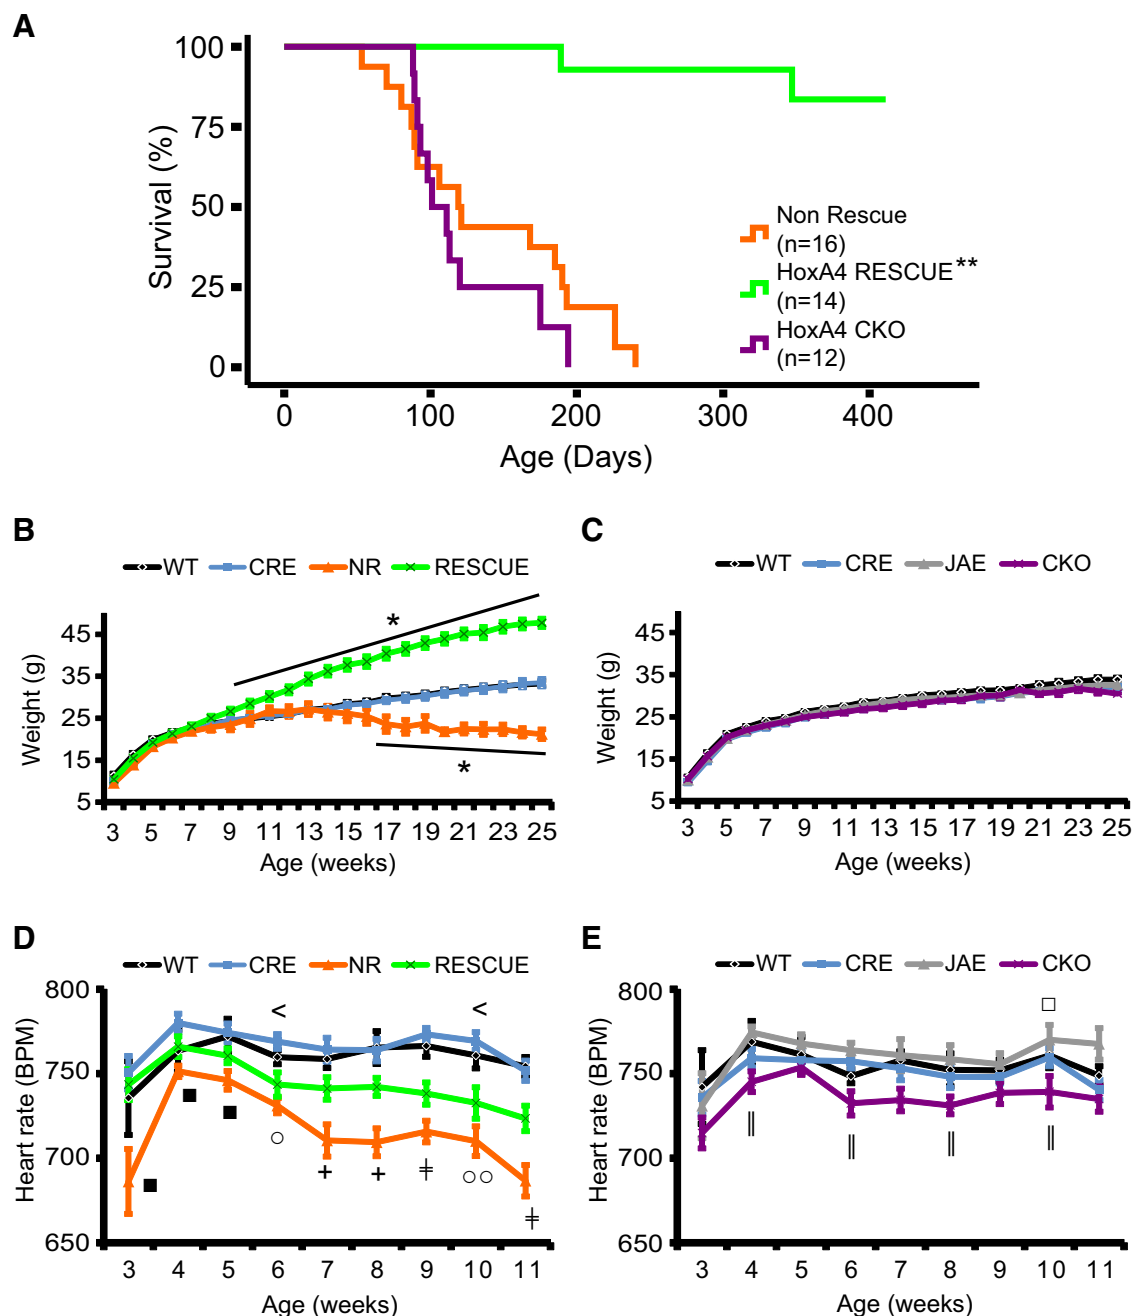 A
100
75
50
25
0
Survival (%)
0 100 200 300 400
Age (Days)
Non Rescue
(n=16)
HoxA4 RESCUE**
(n=14)
HoxA4 CKO
(n=12)
B
WT CRE NR RESCUE
45
35
25
15
5
Weight (g)
*
*
3 5 7 9 11 13 15 17 19 21 23 25
Age (weeks)
C
WT CRE JAE CKO
45
35
25
15
5
Weight (g)
3 5 7 9 11 13 15 17 19 21 23 25
Age (weeks)
D
WT CRE NR RESCUE
800
750
700
650
Heart rate (BPM)
< <
■ ■ ■ ○ + + ǂ ○○ ǂ
3 4 5 6 7 8 9 10 11
Age (weeks)
E
WT CRE JAE CKO
800
750
700
650
Heart rate (BPM)
□
‖ ‖ ‖ ‖
3 4 5 6 7 8 9 10 11
Age (weeks)